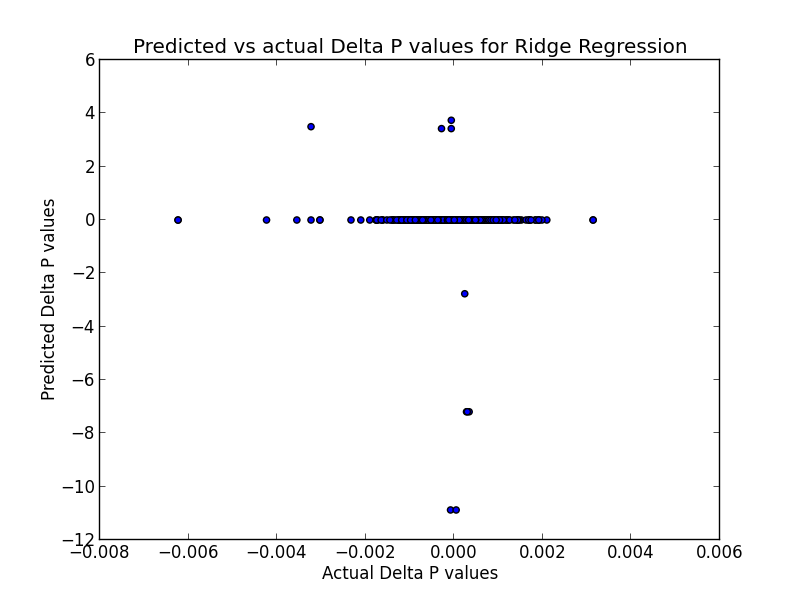 Predicted vs actual Delta P values for Ridge Regression
6
4
2
0
−2
−4
−6
−8
−10
−12
Predicted Delta P values
−0.008 −0.006 −0.004 −0.002 0.000 0.002 0.004 0.006
Actual Delta P values